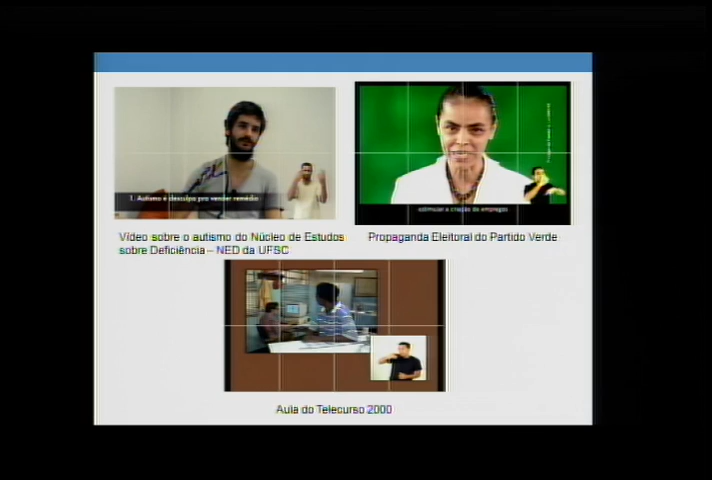 1. Autismo é desculpa pra vender remédio
estimular a criação de empregos
Vídeo sobre o autismo do Núcleo de Estudos
sobre Deficiência – NED da UFSC
Propaganda Eleitoral do Partido Verde
Aula do Telecurso 2000